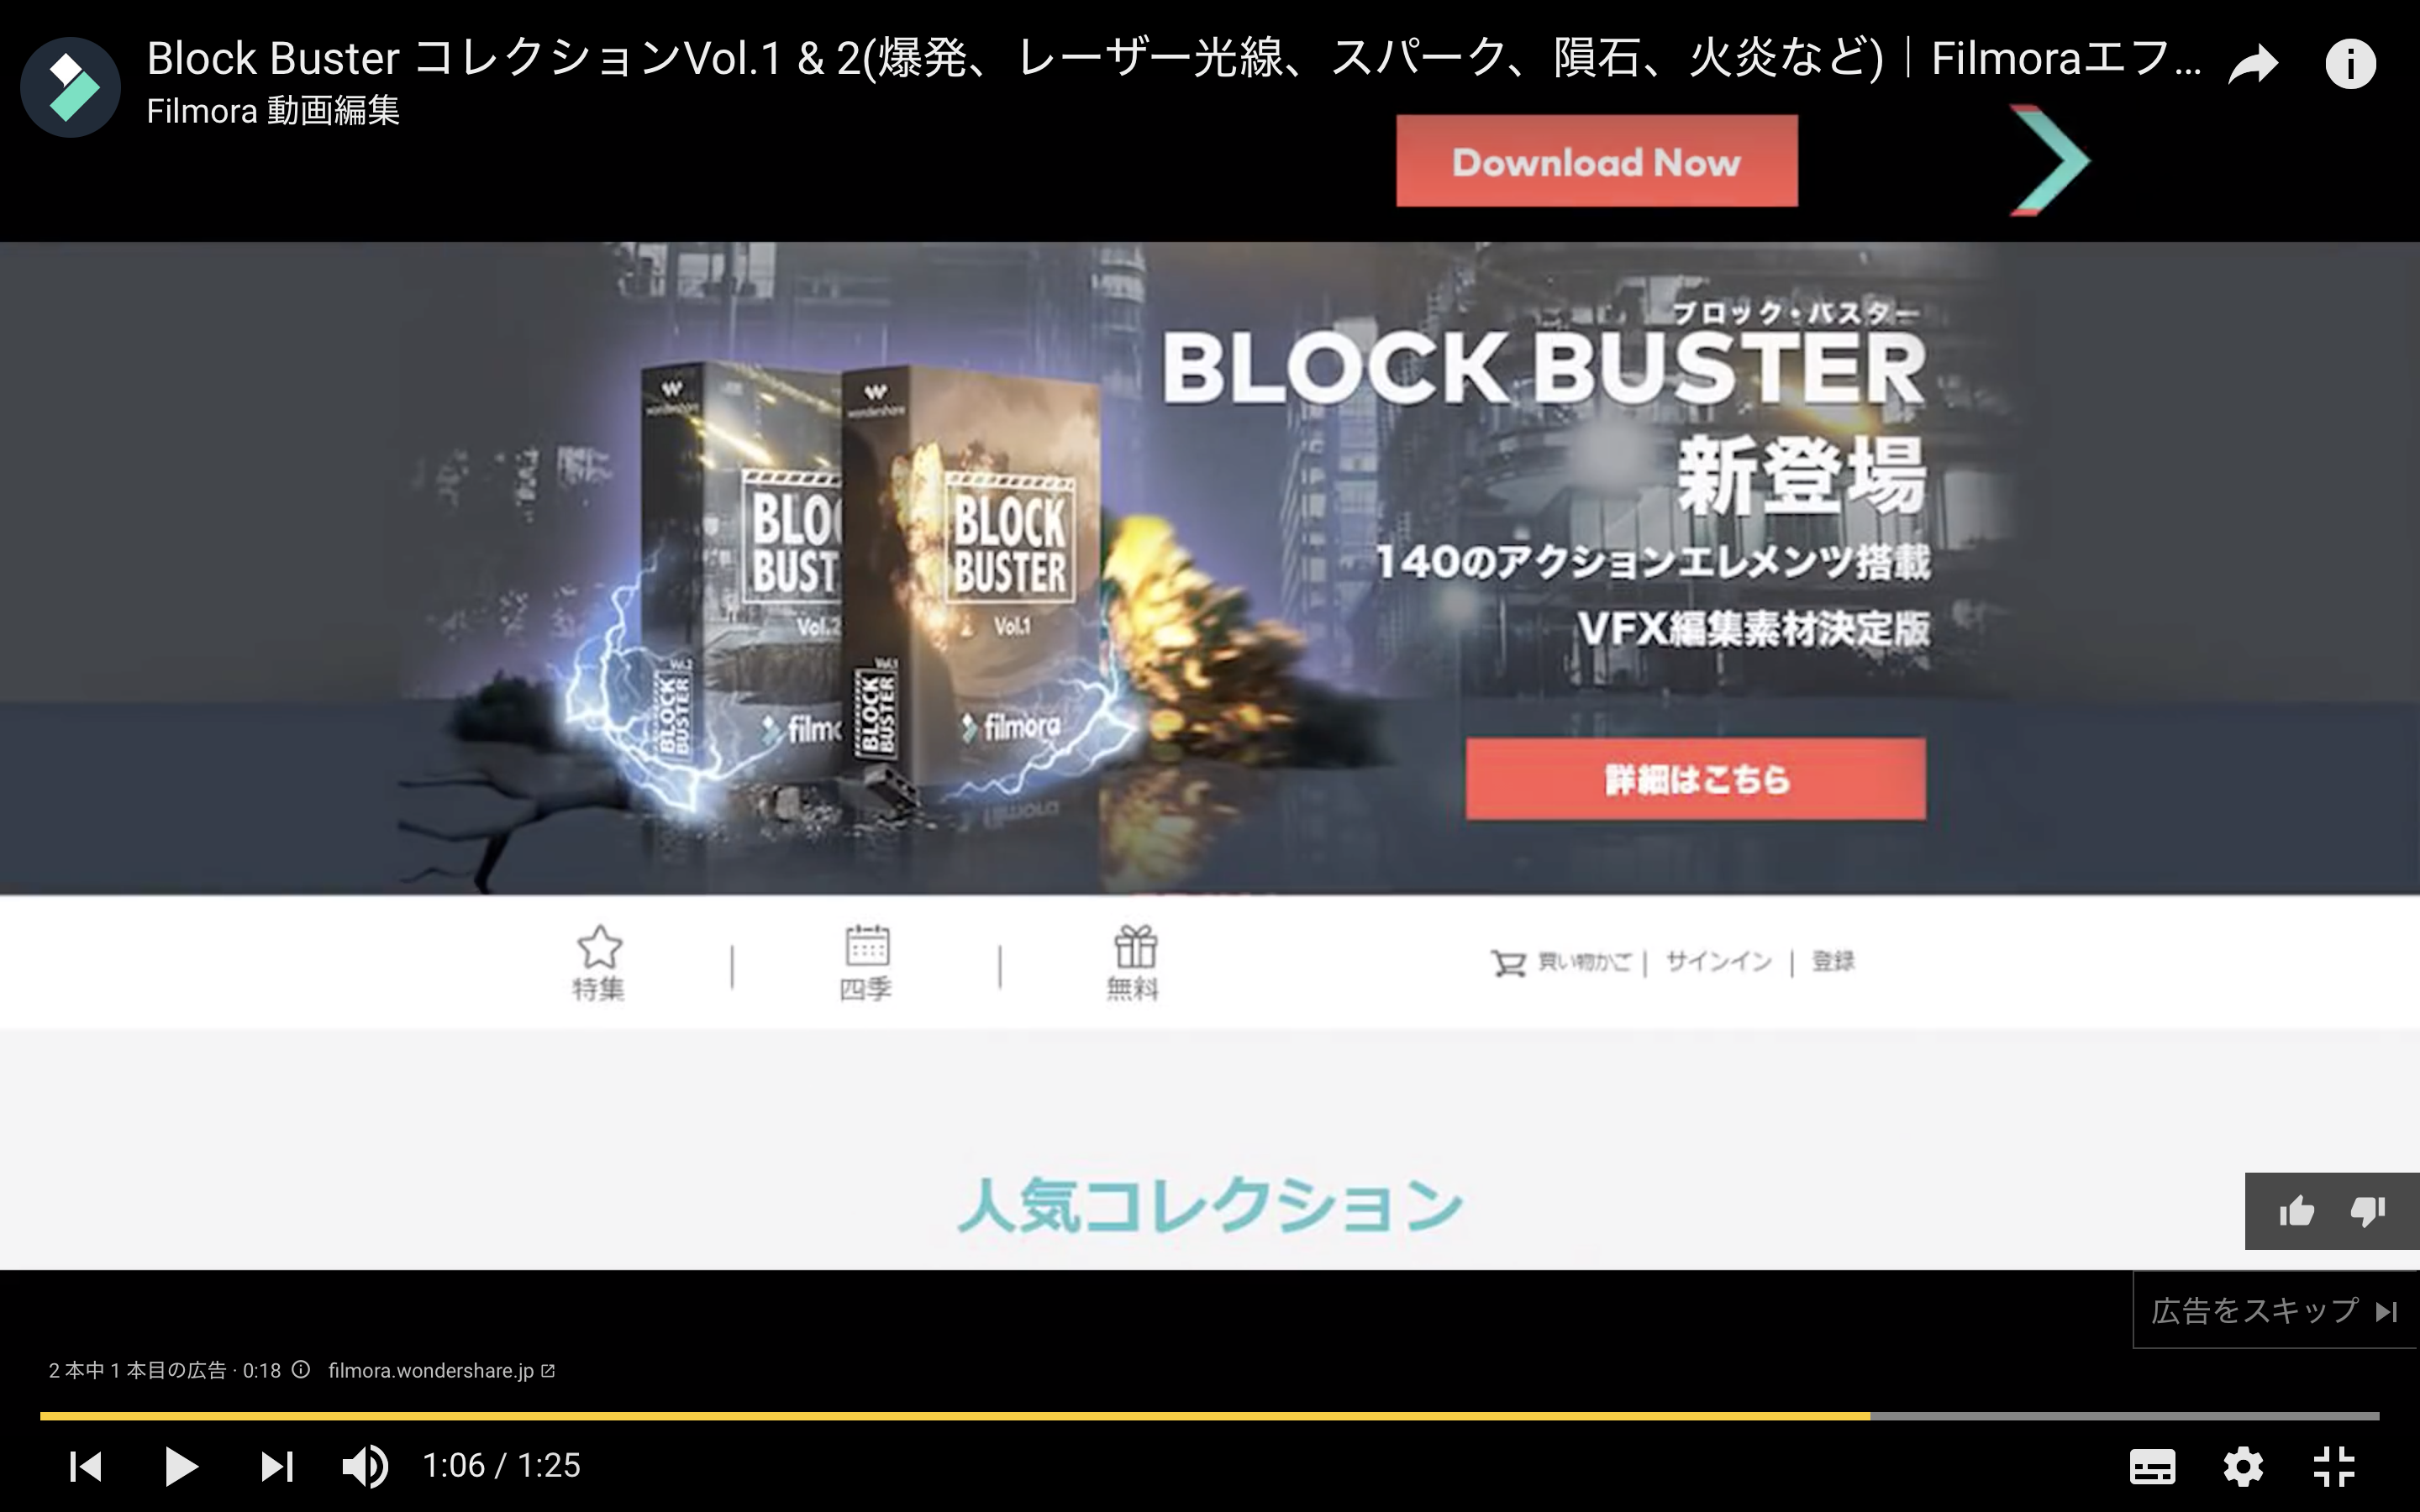 Block Buster コレクションVol.1 & 2(爆発、レーザー光線、スパーク、隕石、火炎など)｜Filmoraエフ...
Filmora 動画編集
Download Now
ブロック・バスター
BLOCK BUSTER
新登場
140のアクションエレメンツ搭載
VFX編集素材決定版
詳細はこちら
wondershare
BLO
BUST
Vol.2
Vol.2
BLOCK
BUSTER
filmo
wondershare
BLOCK
BUSTER
Vol.1
Vol.1
BLOCK
BUSTER
filmora
特集 | 四季 | 無料
買い物かご | サインイン | 登録
人気コレクション
広告をスキップ
2 本中 1 本目の広告 · 0:18 filmora.wondershare.jp
1:06 / 1:25